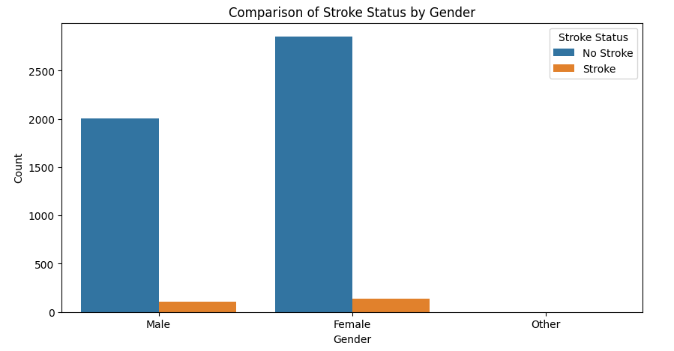 Comparison of Stroke Status by Gender
Stroke Status
No Stroke
Stroke
2500
2000
1500
1000
500
0
Count
Male Female Other
Gender